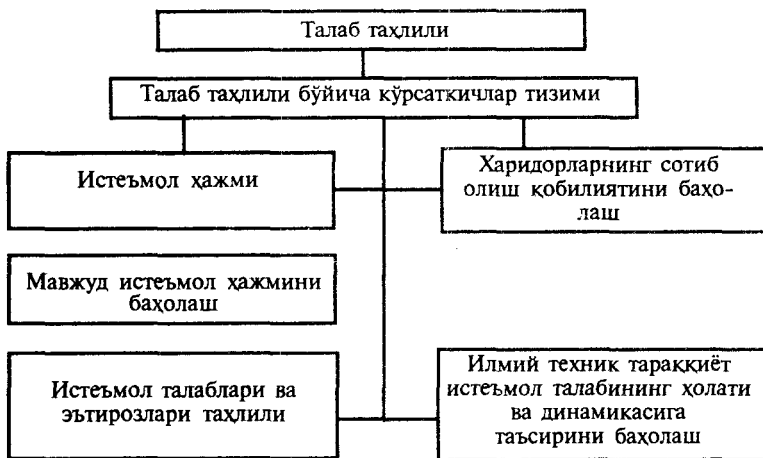 Талаб таҳлили
Талаб таҳлили бўйича кўрсаткичлар тизими
Истеъмол ҳажми
Харидорларнинг сотиб
олиш қобилиятини баҳо-
лаш
Мавжуд истеъмол ҳажмини
баҳолаш
Истеъмол талаблари ва
эътирозлари таҳлили
Илмий техник тараққиёт
истеъмол талабининг ҳолати
ва динамикасига
таъсирини баҳолаш